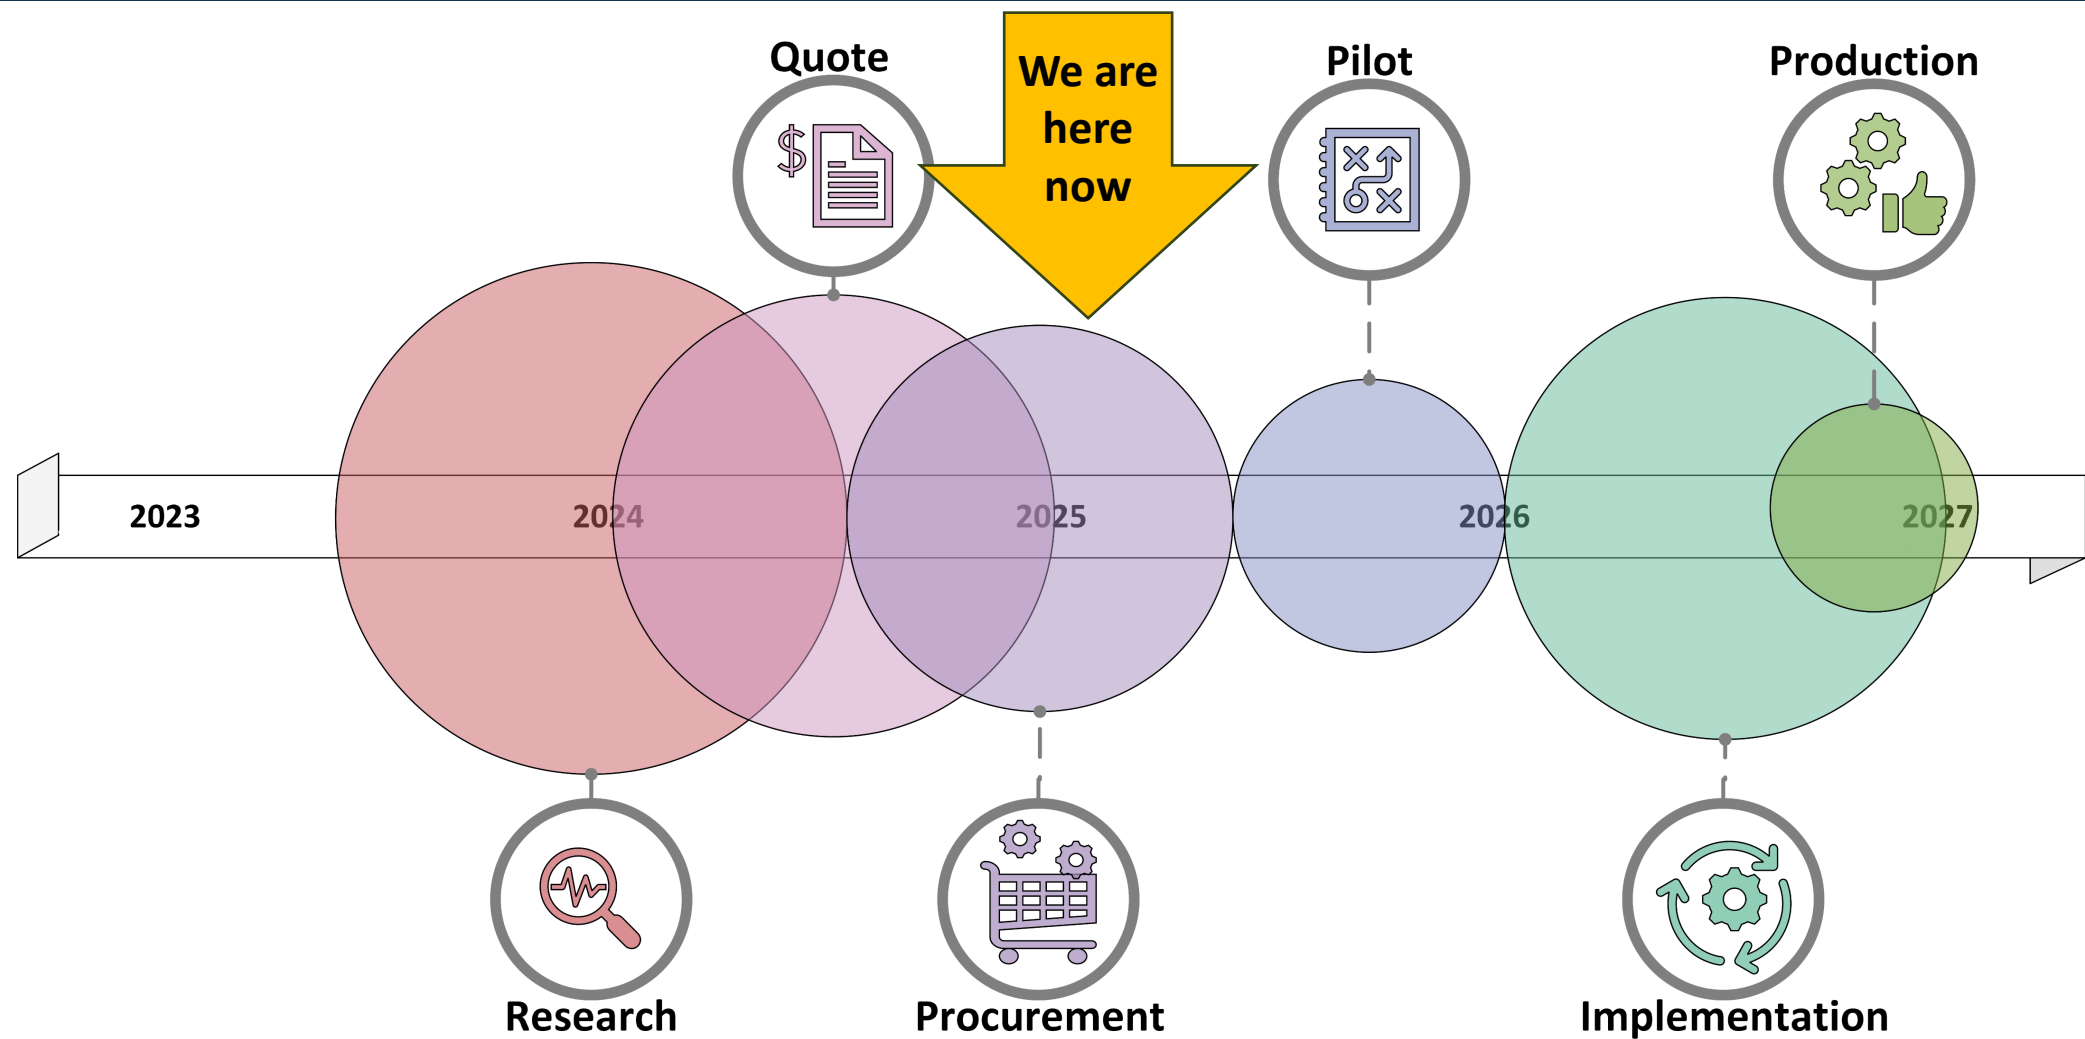 Quote
We are
here
now
Pilot
Production
2023
2024
2025
2026
2027
Research
Procurement
Implementation